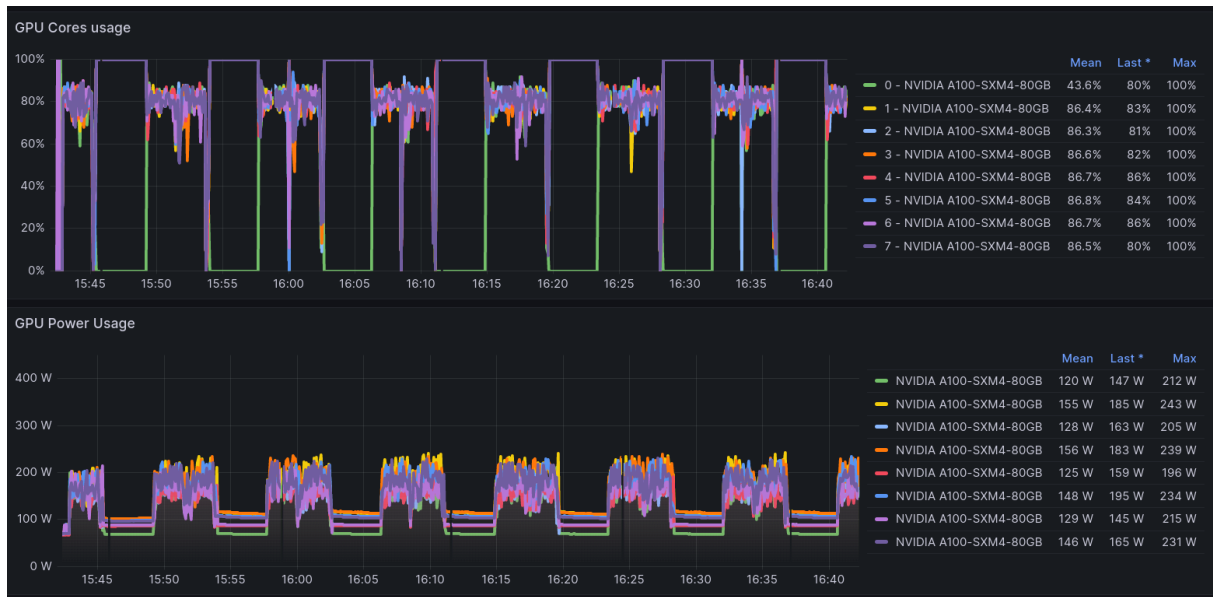 GPU Cores usage
100%
80%
60%
40%
20%
0%
15:45 15:50 15:55 16:00 16:05 16:10 16:15 16:20 16:25 16:30 16:35 16:40
Mean Last * Max
0 - NVIDIA A100-SXM4-80GB 43.6% 80% 100%
1 - NVIDIA A100-SXM4-80GB 86.4% 83% 100%
2 - NVIDIA A100-SXM4-80GB 86.3% 81% 100%
3 - NVIDIA A100-SXM4-80GB 86.6% 82% 100%
4 - NVIDIA A100-SXM4-80GB 86.7% 86% 100%
5 - NVIDIA A100-SXM4-80GB 86.8% 84% 100%
6 - NVIDIA A100-SXM4-80GB 86.7% 86% 100%
7 - NVIDIA A100-SXM4-80GB 86.5% 80% 100%
GPU Power Usage
400 W
300 W
200 W
100 W
0 W
15:45 15:50 15:55 16:00 16:05 16:10 16:15 16:20 16:25 16:30 16:35 16:40
Mean Last * Max
NVIDIA A100-SXM4-80GB 120 W 147 W 212 W
NVIDIA A100-SXM4-80GB 155 W 185 W 243 W
NVIDIA A100-SXM4-80GB 128 W 163 W 205 W
NVIDIA A100-SXM4-80GB 156 W 183 W 239 W
NVIDIA A100-SXM4-80GB 125 W 159 W 196 W
NVIDIA A100-SXM4-80GB 148 W 195 W 234 W
NVIDIA A100-SXM4-80GB 129 W 145 W 215 W
NVIDIA A100-SXM4-80GB 146 W 165 W 231 W